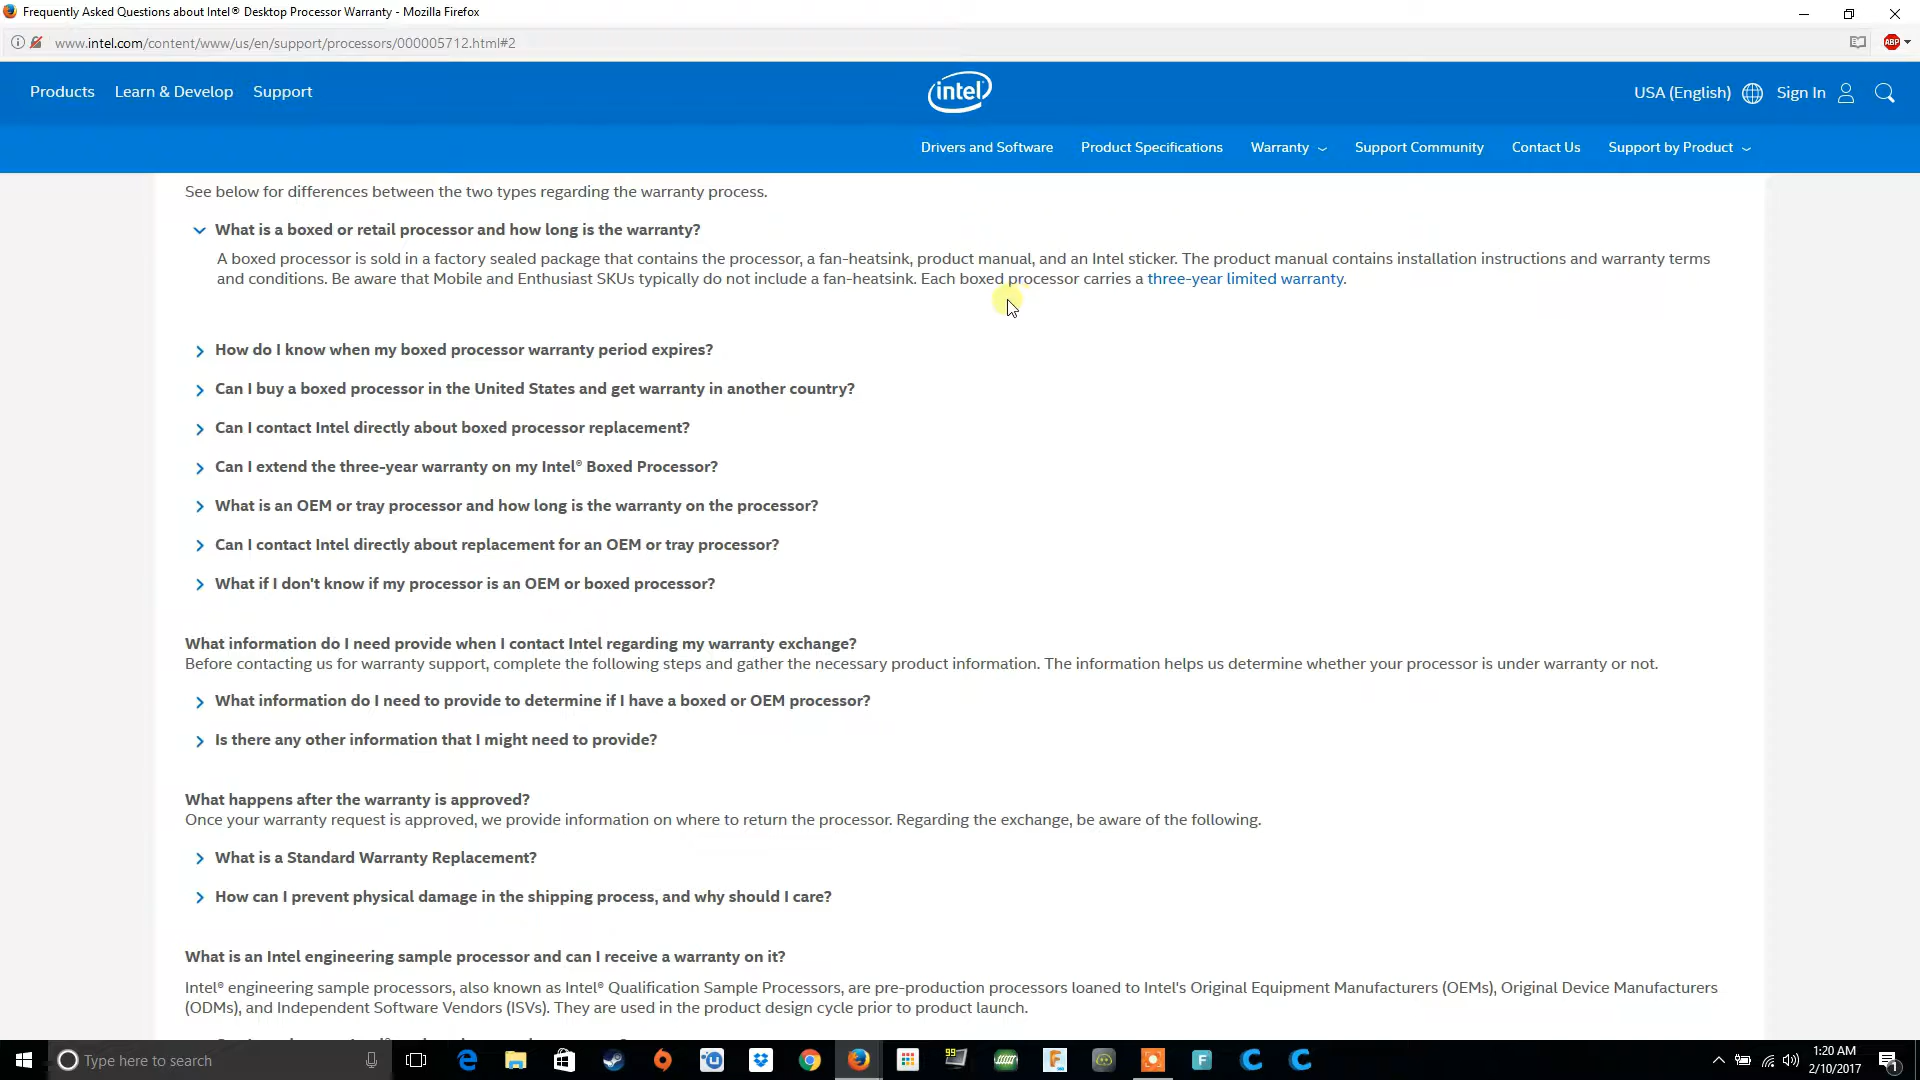 Frequently Asked Questions about Intel® Desktop Processor Warranty - Mozilla Firefox
www.intel.com/content/www/us/en/support/processors/000005712.html#2
ABP
Products Learn & Develop Support
intel
USA (English) Sign In
Drivers and Software Product Specifications Warranty Support Community Contact Us Support by Product
See below for differences between the two types regarding the warranty process.
What is a boxed or retail processor and how long is the warranty?
A boxed processor is sold in a factory sealed package that contains the processor, a fan-heatsink, product manual, and an Intel sticker. The product manual contains installation instructions and warranty terms
and conditions. Be aware that Mobile and Enthusiast SKUs typically do not include a fan-heatsink. Each boxed processor carries a three-year limited warranty.
How do I know when my boxed processor warranty period expires?
Can I buy a boxed processor in the United States and get warranty in another country?
Can I contact Intel directly about boxed processor replacement?
Can I extend the three-year warranty on my Intel® Boxed Processor?
What is an OEM or tray processor and how long is the warranty on the processor?
Can I contact Intel directly about replacement for an OEM or tray processor?
What if I don't know if my processor is an OEM or boxed processor?
What information do I need provide when I contact Intel regarding my warranty exchange?
Before contacting us for warranty support, complete the following steps and gather the necessary product information. The information helps us determine whether your processor is under warranty or not.
What information do I need to provide to determine if I have a boxed or OEM processor?
Is there any other information that I might need to provide?
What happens after the warranty is approved?
Once your warranty request is approved, we provide information on where to return the processor. Regarding the exchange, be aware of the following.
What is a Standard Warranty Replacement?
How can I prevent physical damage in the shipping process, and why should I care?
What is an Intel engineering sample processor and can I receive a warranty on it?
Intel® engineering sample processors, also known as Intel® Qualification Sample Processors, are pre-production processors loaned to Intel's Original Equipment Manufacturers (OEMs), Original Device Manufacturers
(ODMs), and Independent Software Vendors (ISVs). They are used in the product design cycle prior to product launch.
Type here to search
99
1:20 AM
2/10/2017
1